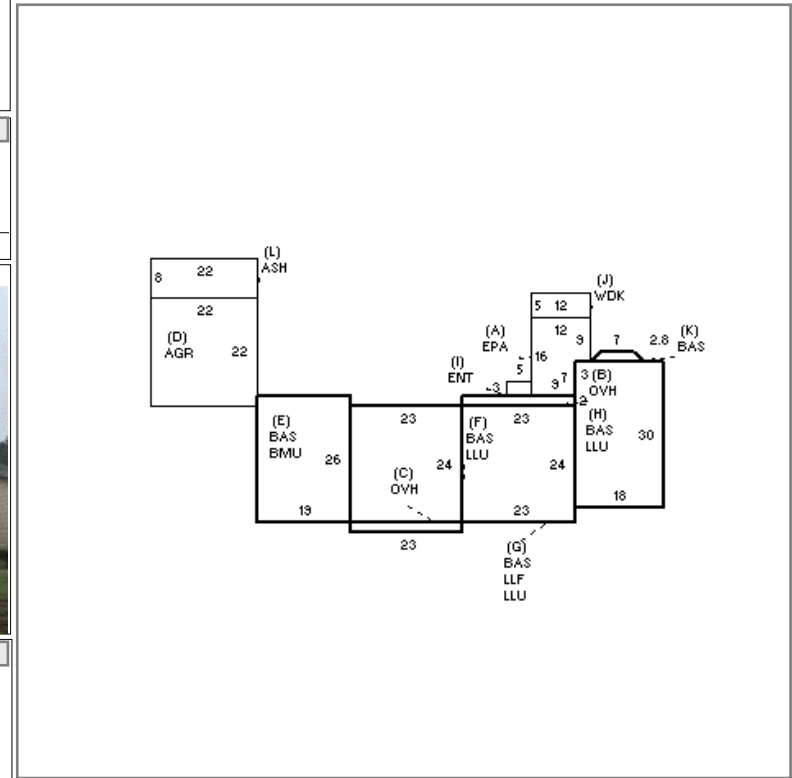 (L)
ASH
8 22
22
(D)
AGR
22
(J)
WDK
5 12
12
9
(A)
EPA
16
5
(I)
ENT
3
9 7
7 2.8
(K)
BAS
3 (B)
OVH
2
(H)
BAS
LLU
30
18
(E)
BAS
BMU
26
19
23
24
(C)
OVH
23
(F)
BAS
LLU
23
24
23
(G)
BAS
LLF
LLU